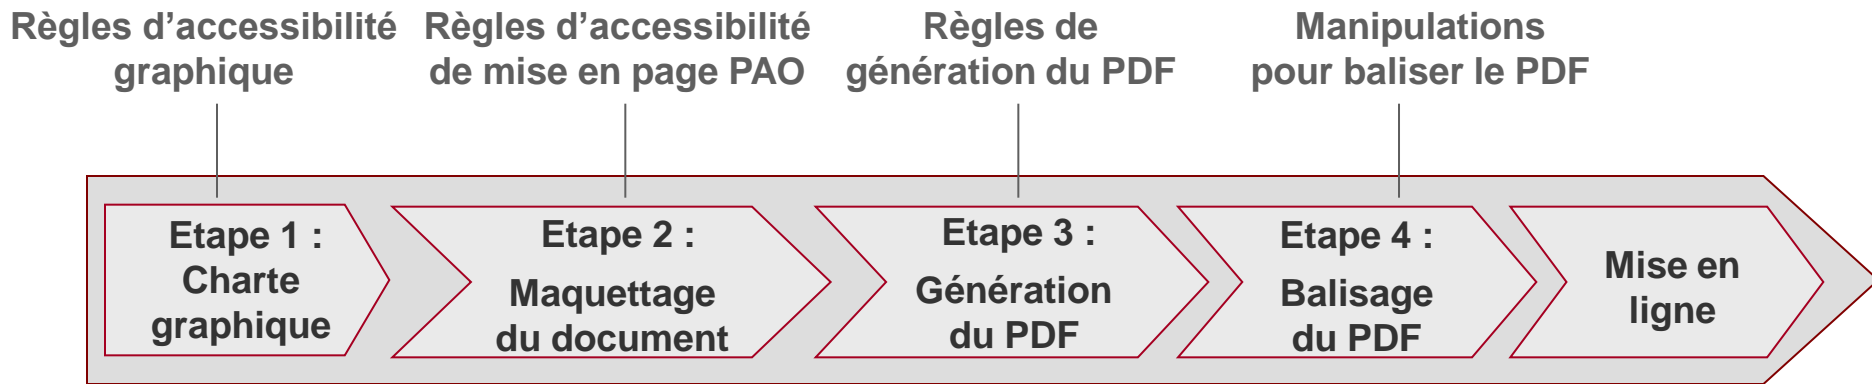 Règles d’accessibilité
graphique
Règles d’accessibilité
de mise en page PAO
Règles de
génération du PDF
Manipulations
pour baliser le PDF
Etape 1 :
Charte
graphique
Etape 2 :
Maquettage
du document
Etape 3 :
Génération
du PDF
Etape 4 :
Balisage
du PDF
Mise en
ligne